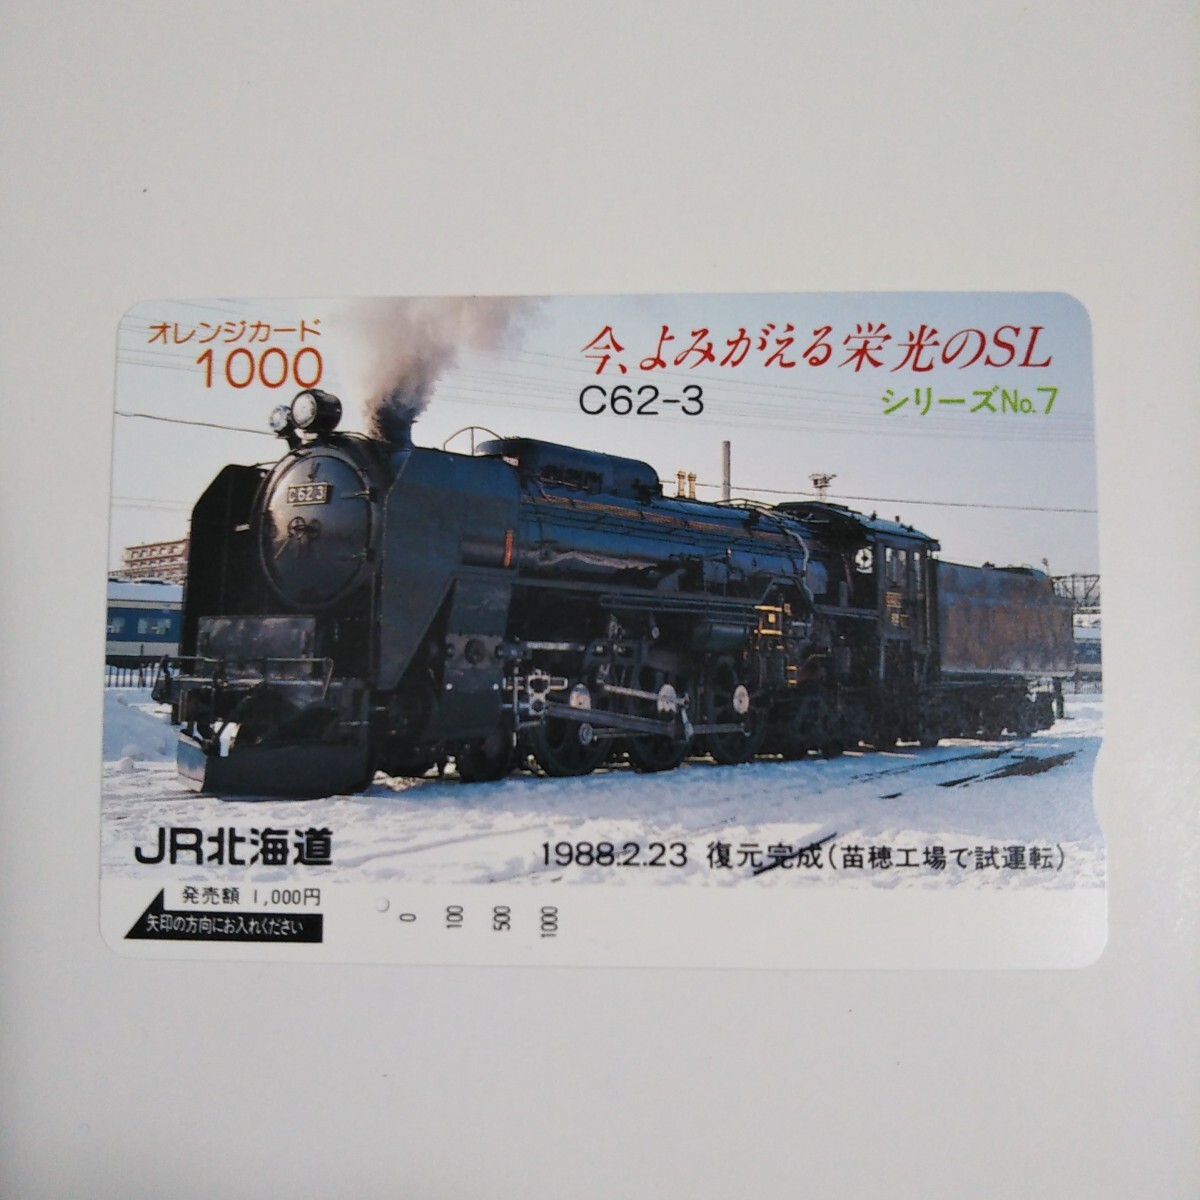 オレンジカード
1000
今、よみがえる栄光のSL
C62-3
シリーズNo.7
C62 3
JR北海道
1988.2.23 復元完成(苗穂工場で試運転)
発売額 1,000円
矢印の方向にお入れください
0 100 500 1000